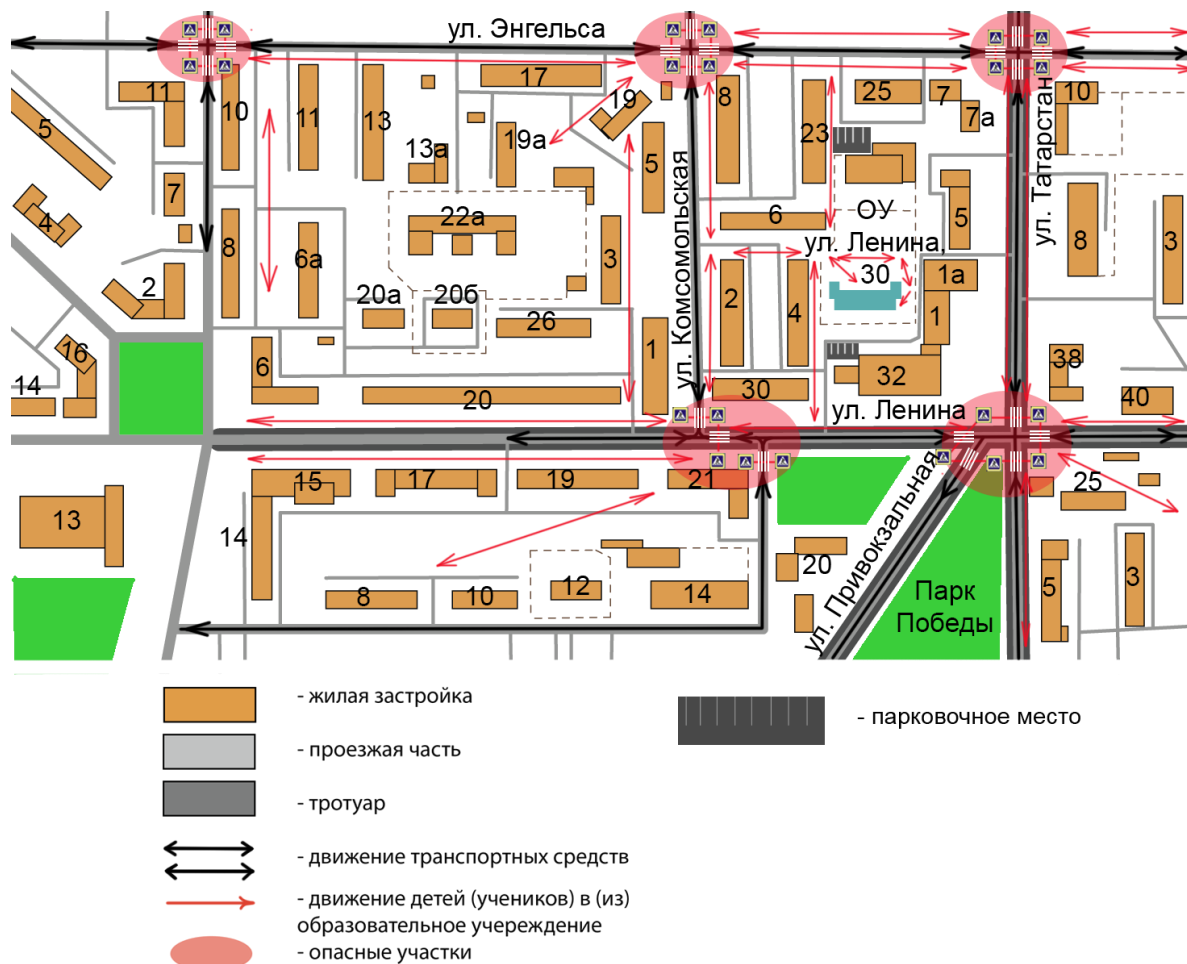 ул. Энгельса
11
5
10
11
13
17
19
8
25
7
7а
10
ул. Татарстан
13а
19а
5
23
7
4
22а
6
ОУ
5
8
3
8
6а
3
ул. Комсомольская
ул. Ленина,
30
1а
2
20а
20б
26
2
4
1
16
6
1
38
14
20
30
32
40
ул. Ленина
15
17
19
21
ул. Привокзальная
25
13
14
8
10
12
14
20
5
3
Парк
Победы
- жилая застройка
- парковочное место
- проезжая часть
- тротуар
- движение транспортных средств
- движение детей (учеников) в (из)
образовательное учереждение
- опасные участки